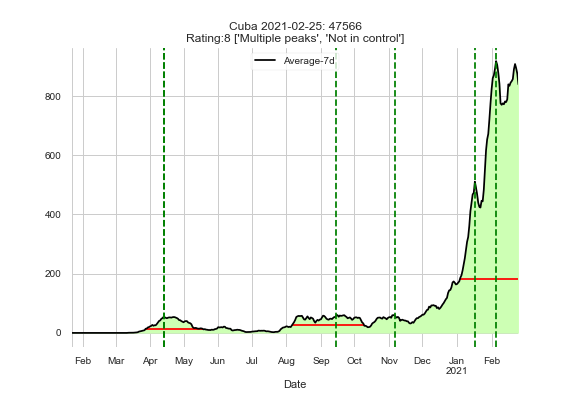 Cuba 2021-02-25: 47566
Rating:8 ['Multiple peaks', 'Not in control']
Average-7d
800
600
400
200
0
Feb Mar Apr May Jun Jul Aug Sep Oct Nov Dec Jan Feb
2021
Date